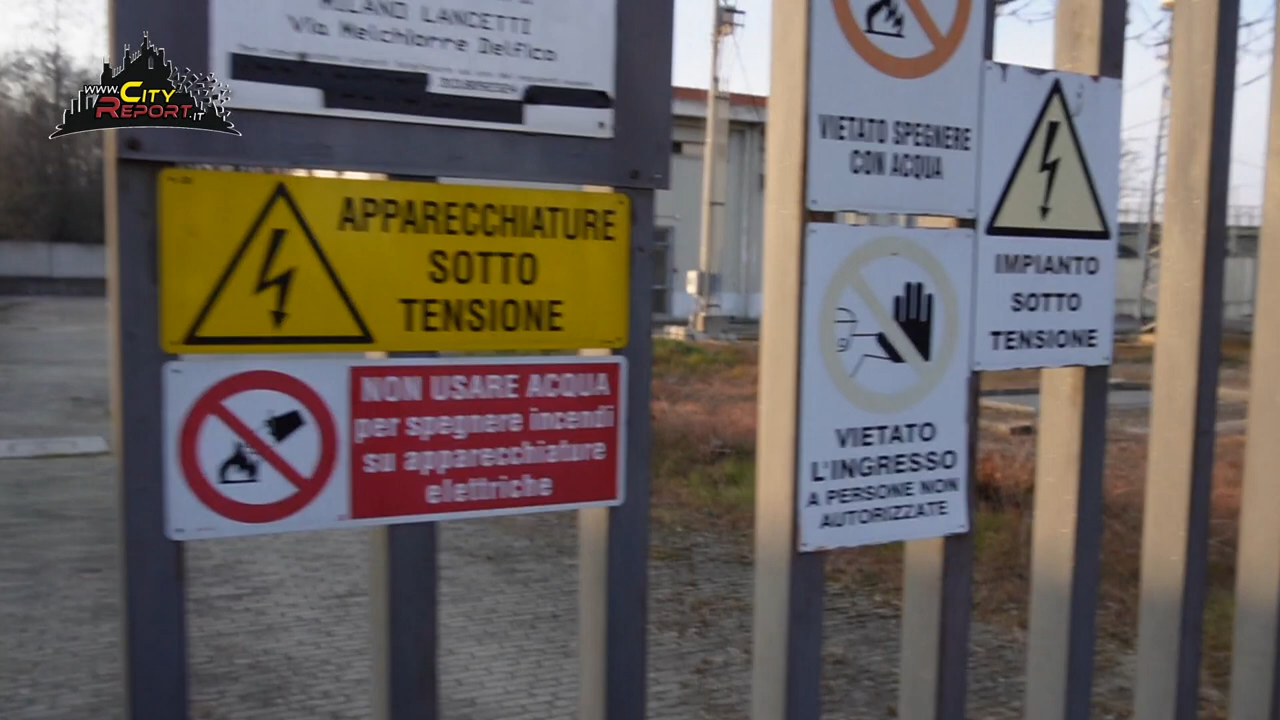 MILANO LANCETTI
Via Melchiorre Delfico
www.CITY
REPORT.IT
APPARECCHIATURE
SOTTO
TENSIONE
NON USARE ACQUA
per spegnere incendi
su apparecchiature
elettriche
VIETATO SPEGNERE
CON ACQUA
IMPIANTO
SOTTO
TENSIONE
VIETATO
L'INGRESSO
A PERSONE NON
AUTORIZZATE